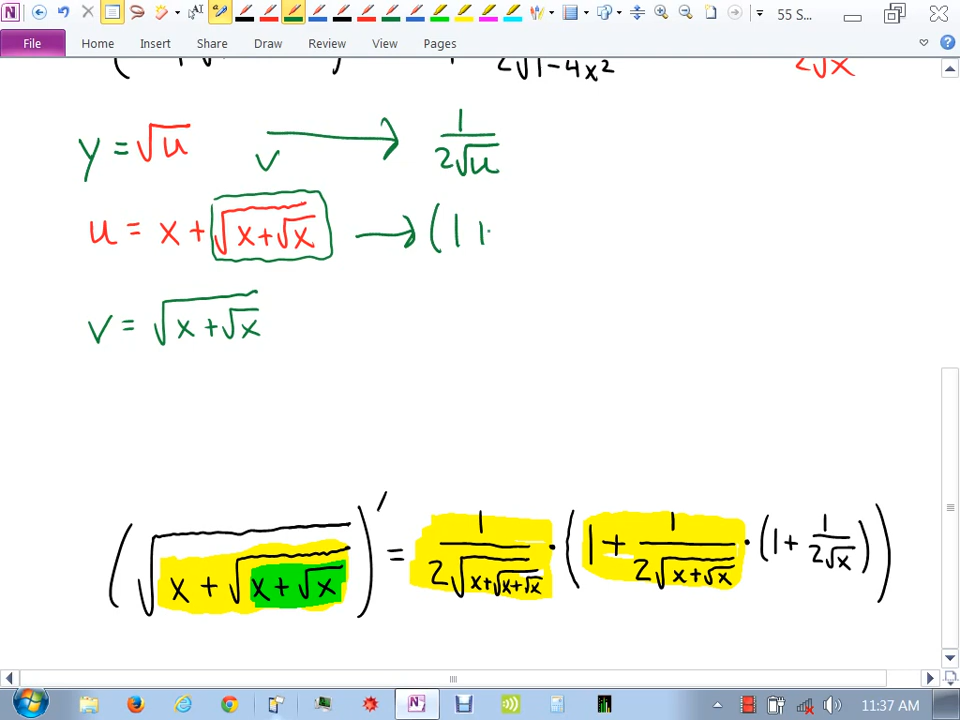 55 S...
File Home Insert Share Draw Review View Pages
2√1-4x² 2√x
y = √u v → 1/(2√u)
u = x + √(x+√x) → (1 +
v = √(x+√x)
(√(x + √(x + √x)))' = 1/(2√(x+√(x+√x))) · (1 + 1/(2√(x+√x)) · (1 + 1/(2√x)))
11:37 AM